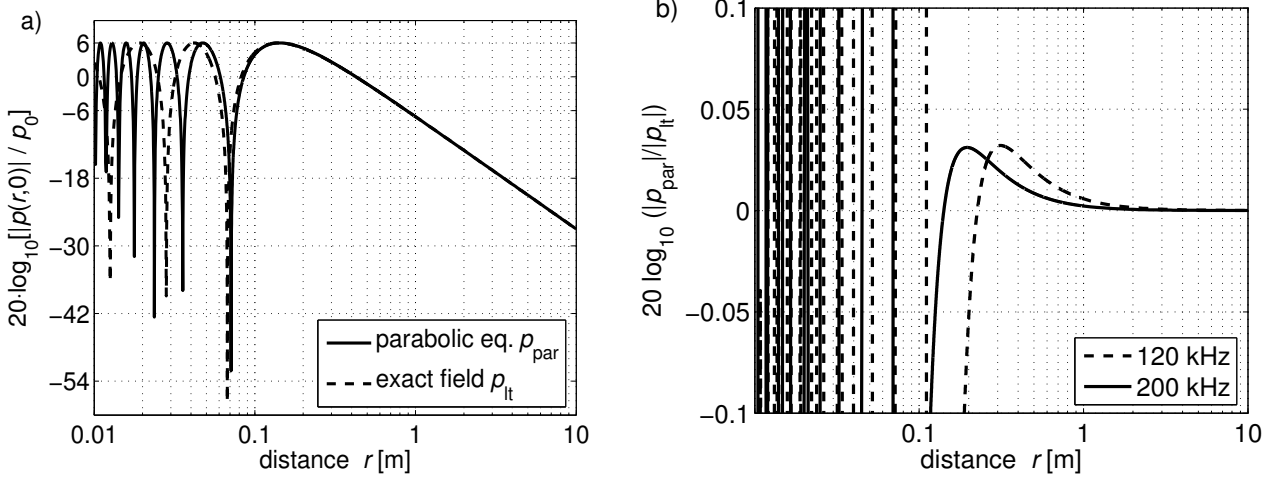 a)
20·log10[|p(r,0)| / p0]
6
0
−6
−18
−30
−42
−54
parabolic eq. ppar
exact field plt
0.01
0.1
1
10
distance r [m]
b)
20 log10 (|ppar|/|plt|)
0.1
0.05
0
−0.05
−0.1
120 kHz
200 kHz
0.1
1
10
distance r [m]